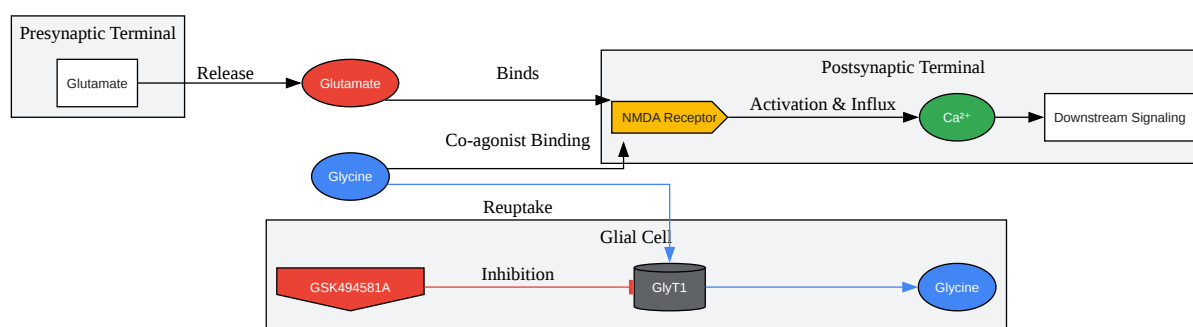 Presynaptic Terminal
Glutamate
Release
Glutamate
Binds
Postsynaptic Terminal
NMDA Receptor
Activation & Influx
Ca²⁺
Downstream Signaling
Co-agonist Binding
Glycine
Reuptake
Glial Cell
GSK494581A
Inhibition
GlyT1
Glycine